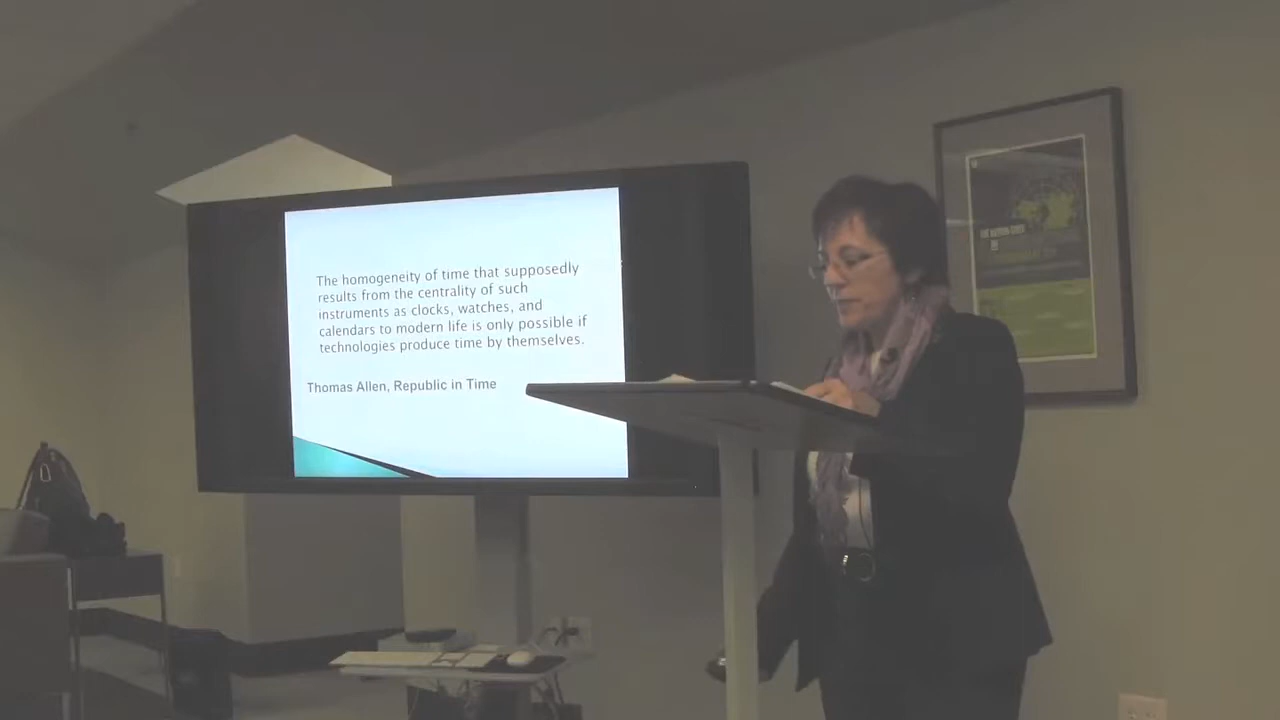 The homogeneity of time that supposedly
results from the centrality of such
instruments as clocks, watches, and
calendars to modern life is only possible if
technologies produce time by themselves.
Thomas Allen, Republic in Time